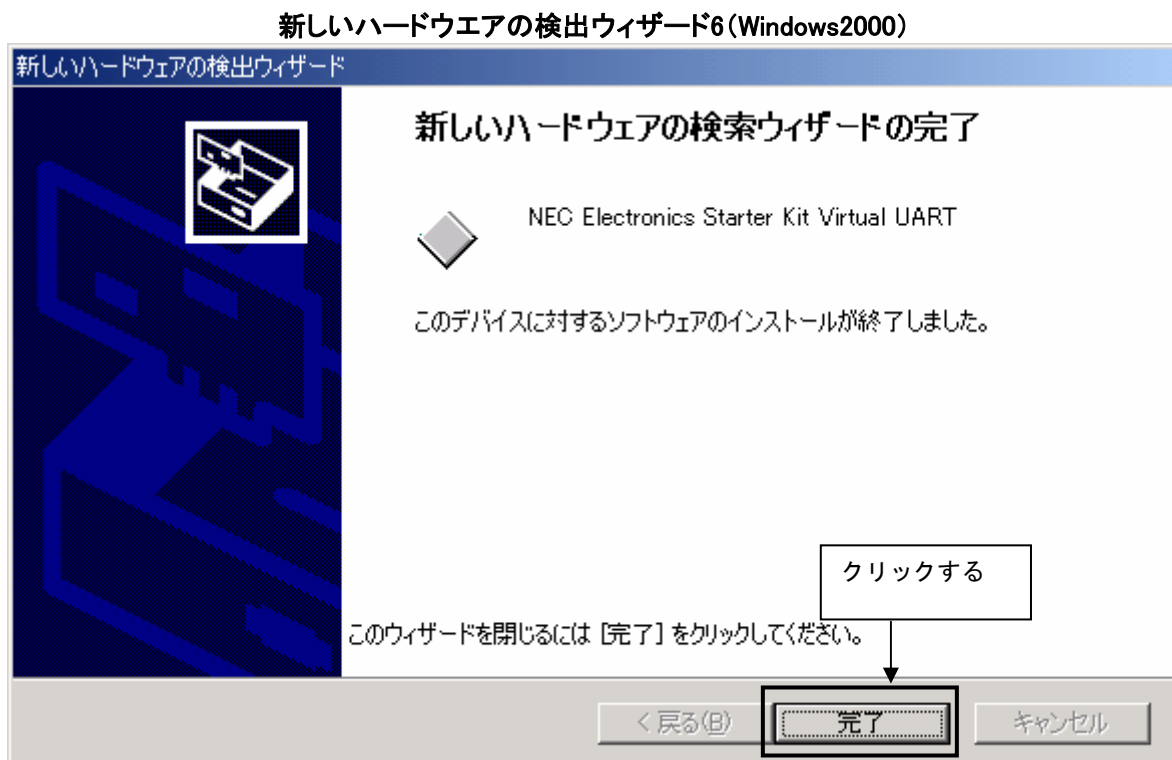 新しいハードウエアの検出ウィザード6（Windows2000）
新しいハードウェアの検出ウィザード
新しいハードウェアの検索ウィザードの完了
NEC Electronics Starter Kit Virtual UART
このデバイスに対するソフトウェアのインストールが終了しました。
クリックする
このウィザードを閉じるには [完了] をクリックしてください。
< 戻る(B)
完了
キャンセル